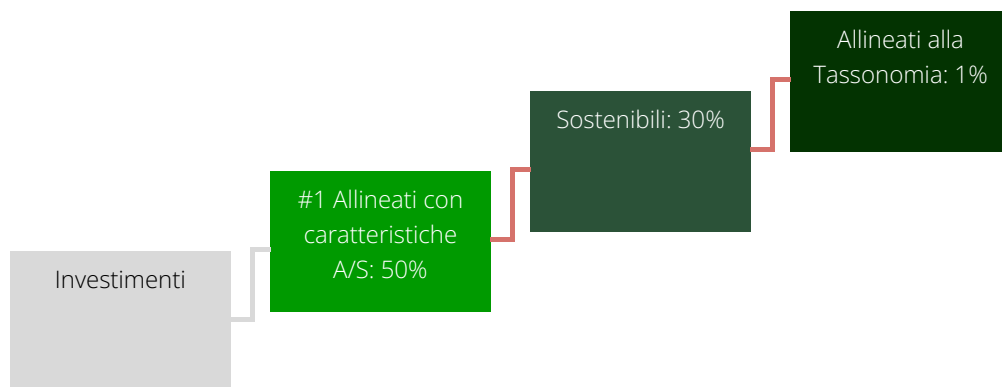 Investimenti
#1 Allineati con
caratteristiche
A/S: 50%
Sostenibili: 30%
Allineati alla
Tassonomia: 1%